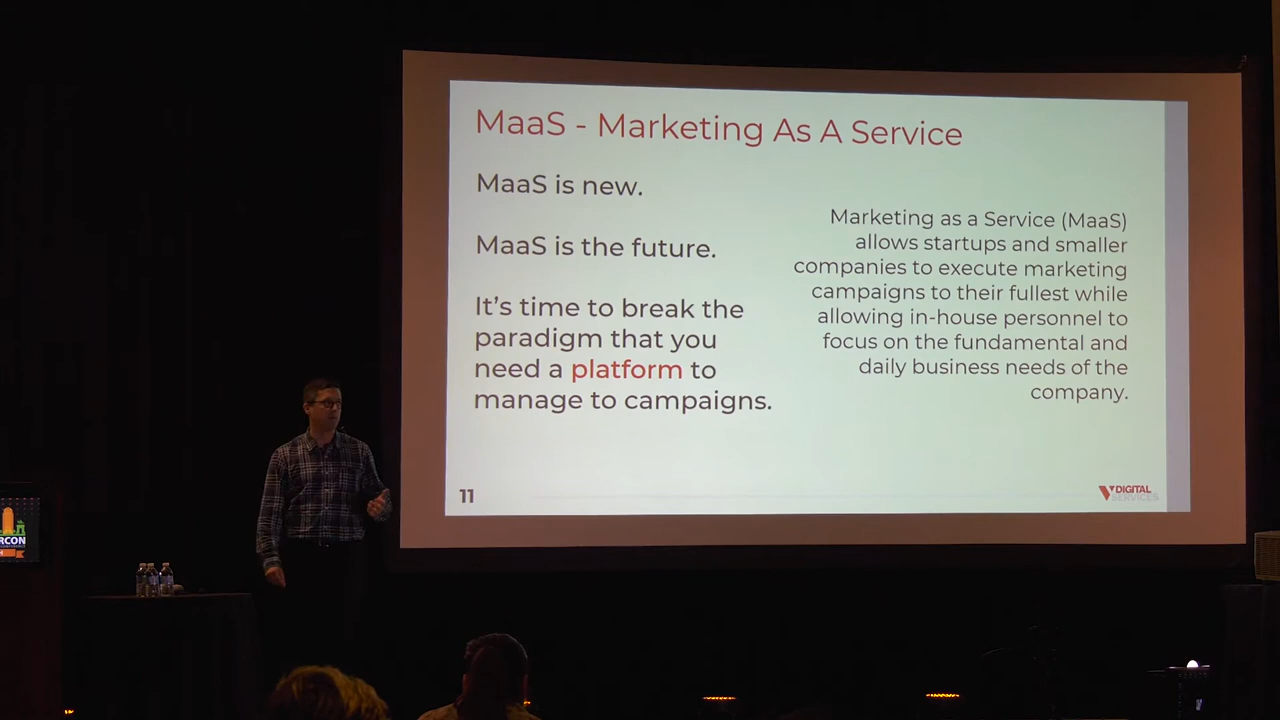 MaaS - Marketing As A Service
MaaS is new.
MaaS is the future.
It's time to break the
paradigm that you
need a platform to
manage to campaigns.
Marketing as a Service (MaaS)
allows startups and smaller
companies to execute marketing
campaigns to their fullest while
allowing in-house personnel to
focus on the fundamental and
daily business needs of the
company.
11
DIGITAL
SERVICES
RCON